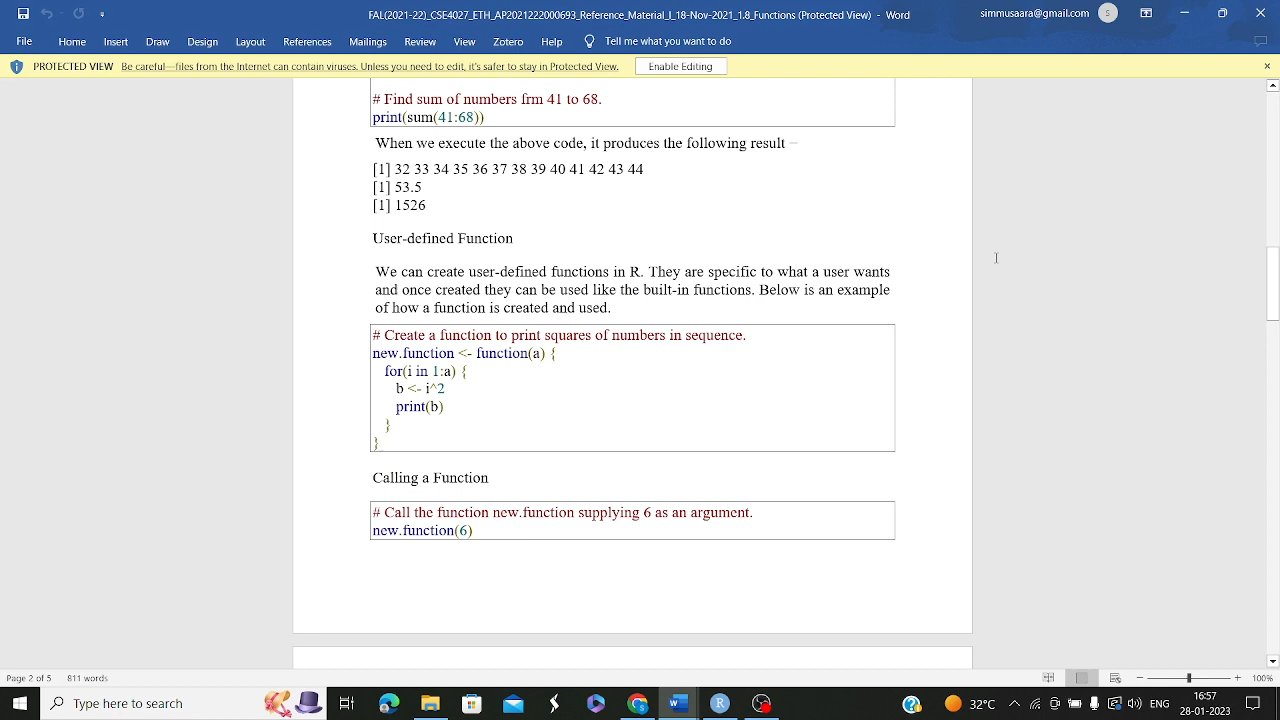 FAL(2021-22)_CSE4027_ETH_AP2021222000693_Reference_Material_I_18-Nov-2021_1.8_Functions (Protected View) - Word
simmusaara@gmail.com S
File Home Insert Draw Design Layout References Mailings Review View Zotero Help Tell me what you want to do
PROTECTED VIEW Be careful—files from the Internet can contain viruses. Unless you need to edit, it's safer to stay in Protected View. Enable Editing
# Find sum of numbers frm 41 to 68.
print(sum(41:68))
When we execute the above code, it produces the following result −
[1] 32 33 34 35 36 37 38 39 40 41 42 43 44
[1] 53.5
[1] 1526
User-defined Function
We can create user-defined functions in R. They are specific to what a user wants
and once created they can be used like the built-in functions. Below is an example
of how a function is created and used.
# Create a function to print squares of numbers in sequence.
new.function <- function(a) {
for(i in 1:a) {
b <- i^2
print(b)
}
}
Calling a Function
# Call the function new.function supplying 6 as an argument.
new.function(6)
Page 2 of 5 811 words
100%
Type here to search
32°C ENG
16:57
28-01-2023